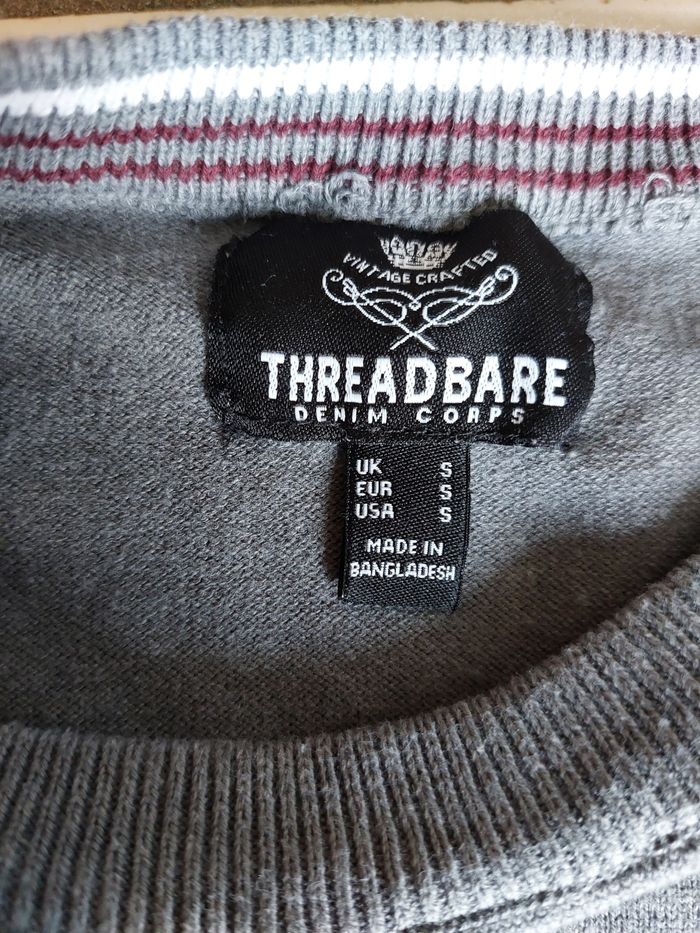 VINTAGE CRAFTED
THREADBARE
DENIM CORPS
UK S
EUR S
USA S
MADE IN
BANGLADESH